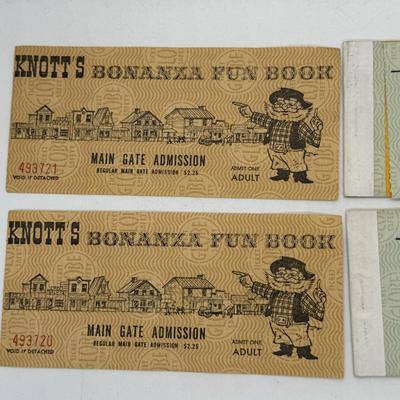 KNOTT'S BONANZA FUN BOOK
MAIN GATE ADMISSION
REGULAR MAIN GATE ADMISSION $2.25
493721
VOID IF DETACHED
ADMIT ONE
ADULT
KNOTT'S BONANZA FUN BOOK
MAIN GATE ADMISSION
REGULAR MAIN GATE ADMISSION $2.25
493720
VOID IF DETACHED
ADMIT ONE
ADULT